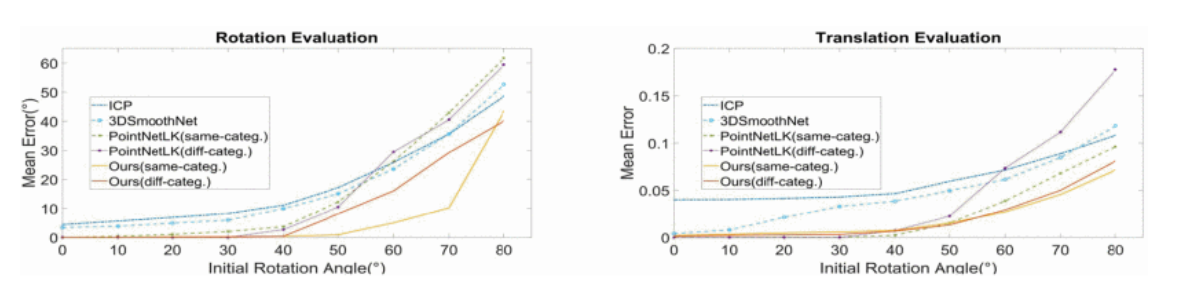 Rotation Evaluation
Mean Error(°)
60
50
40
30
20
10
0
ICP
3DSmoothNet
PointNetLK(same-categ.)
PointNetLK(diff-categ.)
Ours(same-categ.)
Ours(diff-categ.)
0 10 20 30 40 50 60 70 80
Initial Rotation Angle(°)
Translation Evaluation
Mean Error
0.2
0.15
0.1
0.05
0
ICP
3DSmoothNet
PointNetLK(same-categ.)
PointNetLK(diff-categ.)
Ours(same-categ.)
Ours(diff-categ.)
0 10 20 30 40 50 60 70 80
Initial Rotation Angle(°)